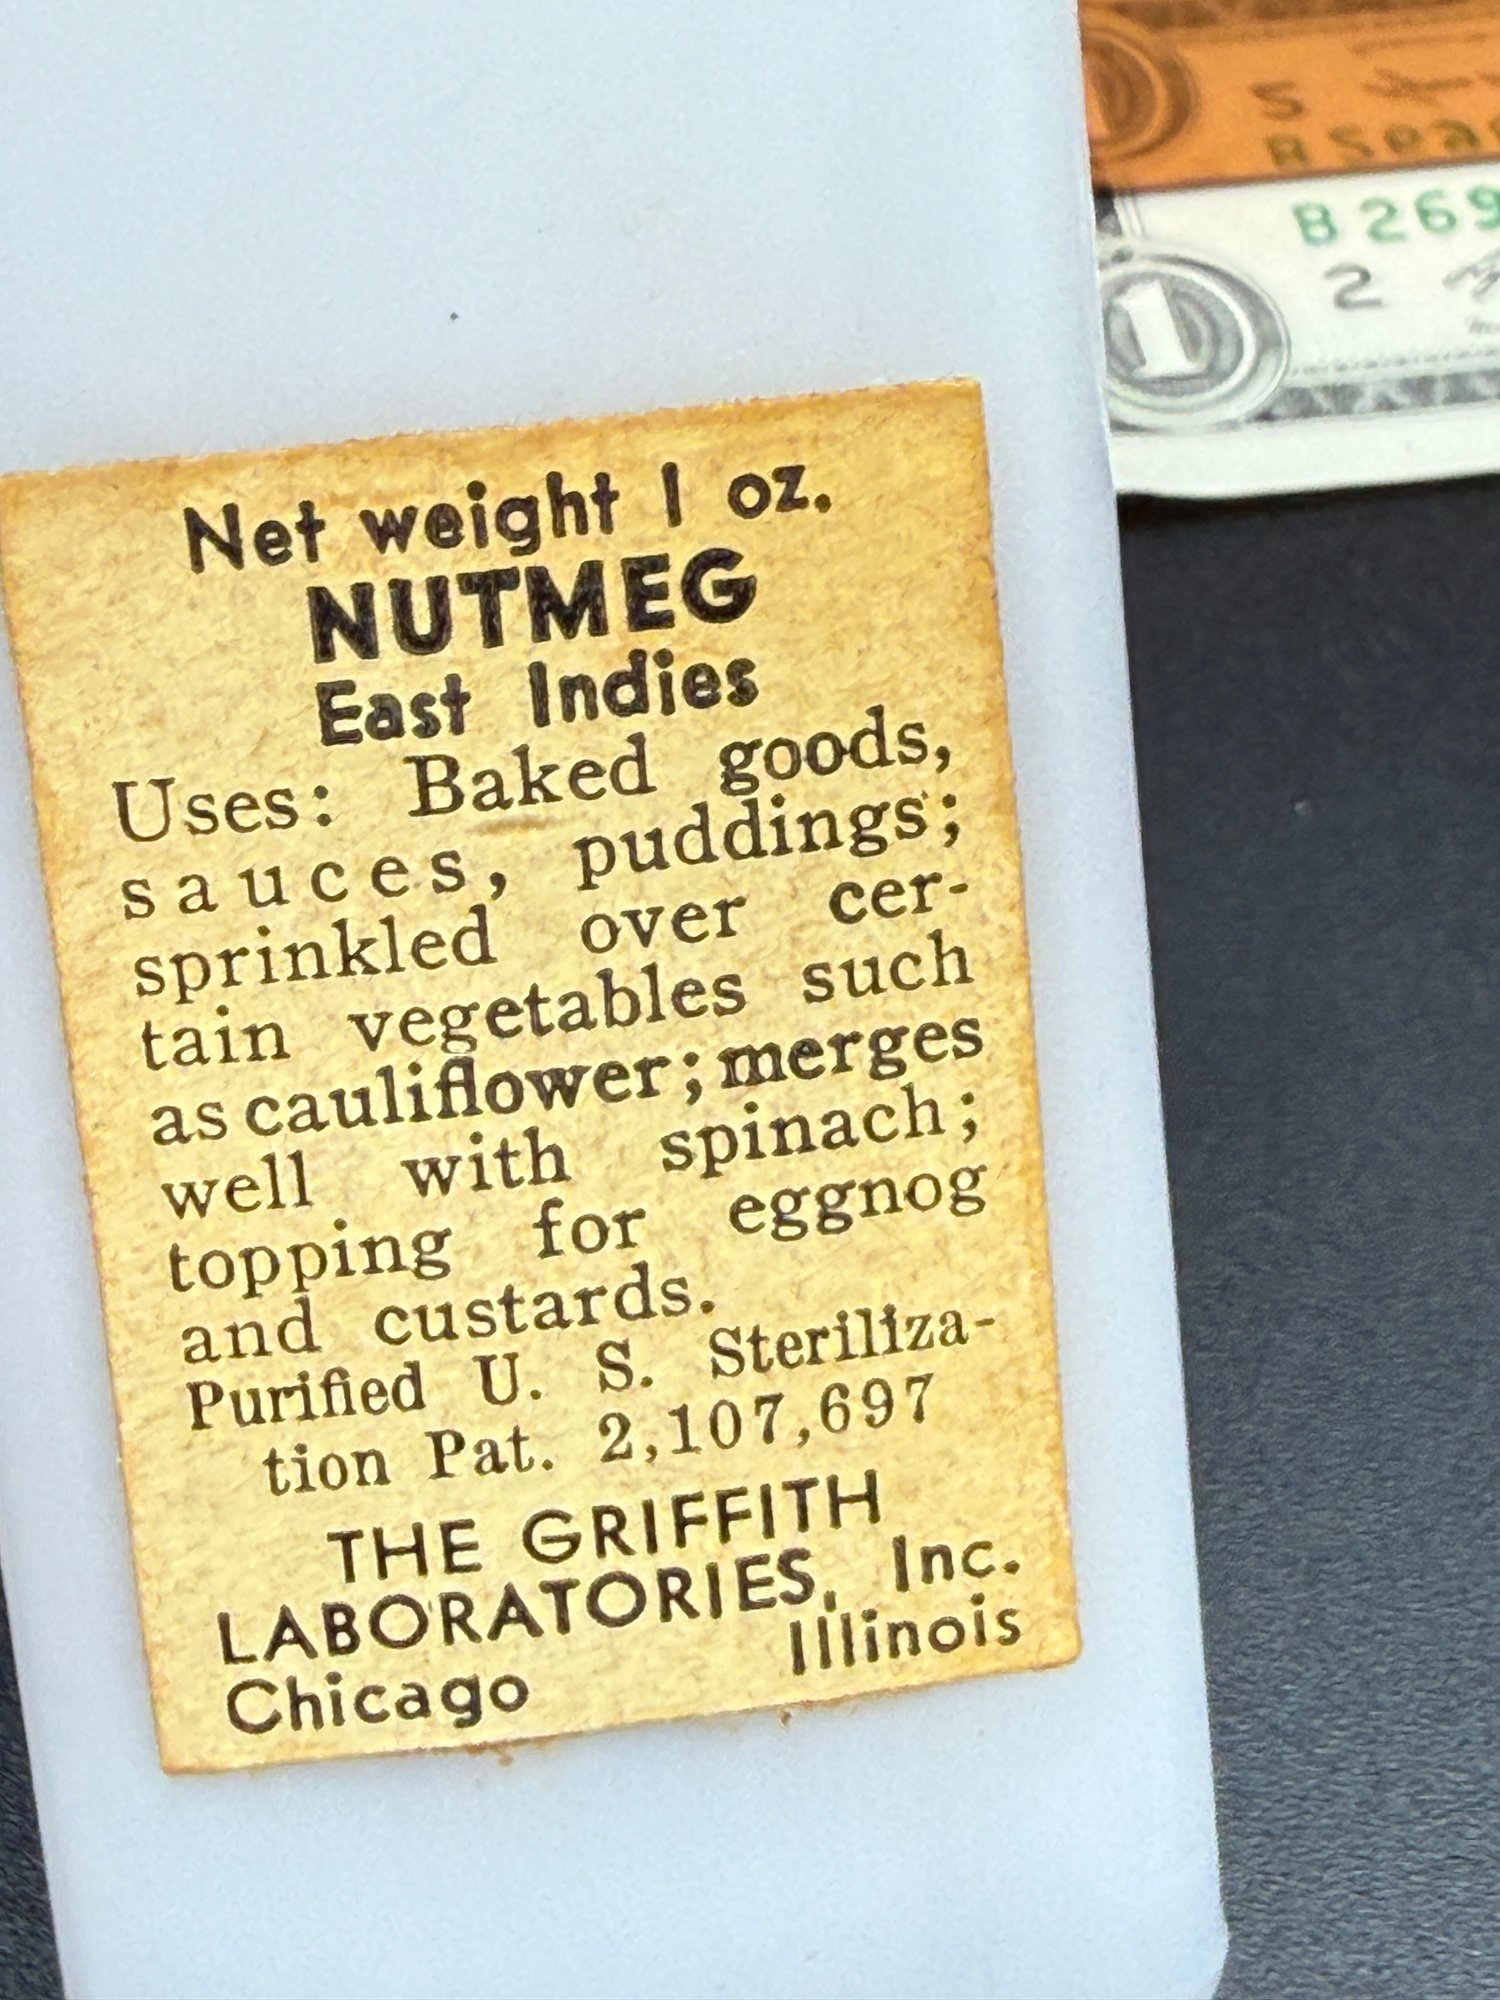 S
B 269
2
1
Net weight 1 oz.
NUTMEG
East Indies
Uses: Baked goods,
sauces, puddings;
sprinkled over cer-
tain vegetables such
as cauliflower; merges
well with spinach;
topping for eggnog
and custards.
Purified U. S. Steriliza-
tion Pat. 2,107,697
THE GRIFFITH
LABORATORIES, Inc.
Chicago Illinois